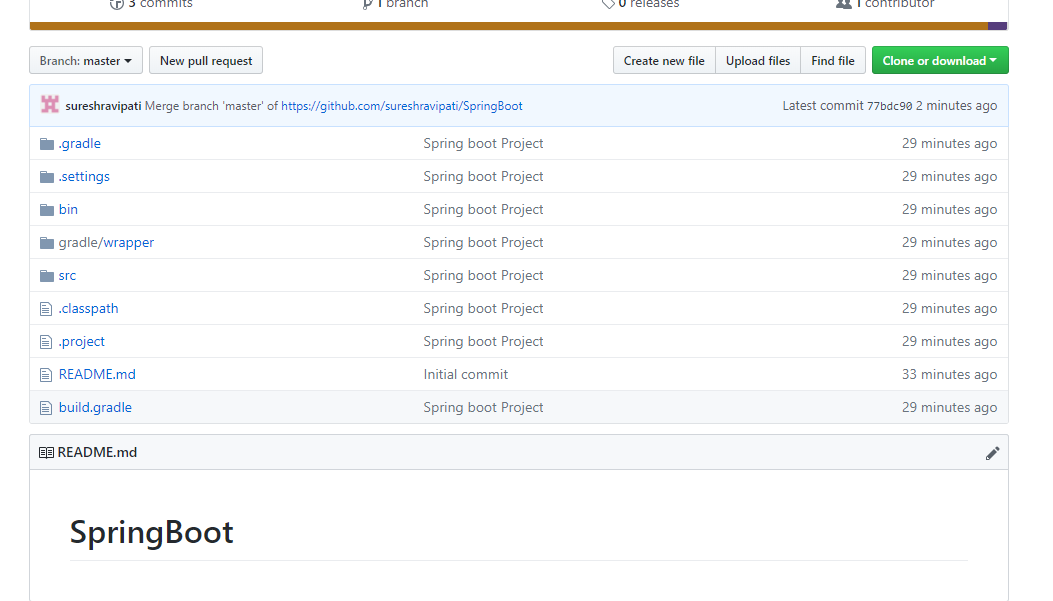 3 commits 1 branch 0 releases 1 contributor
Branch: master New pull request Create new file Upload files Find file Clone or download
sureshravipati Merge branch 'master' of https://github.com/sureshravipati/SpringBoot Latest commit 77bdc90 2 minutes ago
.gradle Spring boot Project 29 minutes ago
.settings Spring boot Project 29 minutes ago
bin Spring boot Project 29 minutes ago
gradle/wrapper Spring boot Project 29 minutes ago
src Spring boot Project 29 minutes ago
.classpath Spring boot Project 29 minutes ago
.project Spring boot Project 29 minutes ago
README.md Initial commit 33 minutes ago
build.gradle Spring boot Project 29 minutes ago
README.md
SpringBoot